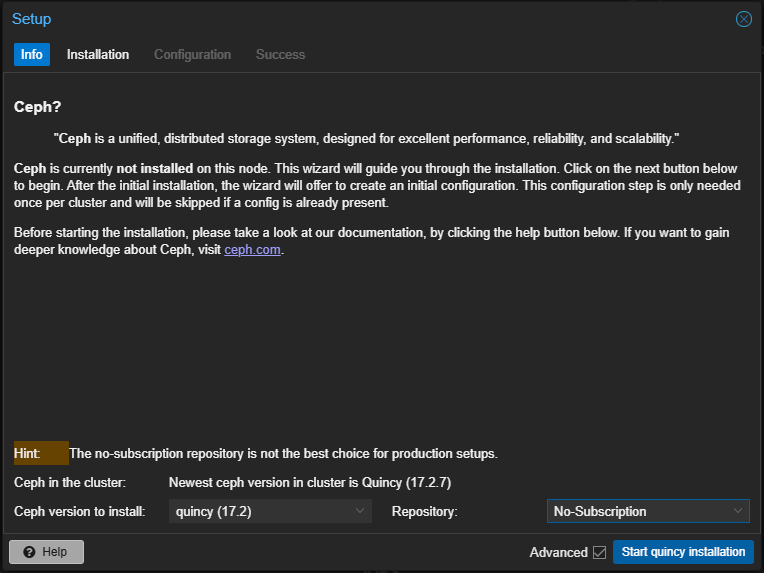 Setup
Info Installation Configuration Success
Ceph?
"Ceph is a unified, distributed storage system, designed for excellent performance, reliability, and scalability."
Ceph is currently not installed on this node. This wizard will guide you through the installation. Click on the next button below
to begin. After the initial installation, the wizard will offer to create an initial configuration. This configuration step is only needed
once per cluster and will be skipped if a config is already present.
Before starting the installation, please take a look at our documentation, by clicking the help button below. If you want to gain
deeper knowledge about Ceph, visit ceph.com.
Hint: The no-subscription repository is not the best choice for production setups.
Ceph in the cluster: Newest ceph version in cluster is Quincy (17.2.7)
Ceph version to install: quincy (17.2) Repository: No-Subscription
Help Advanced Start quincy installation